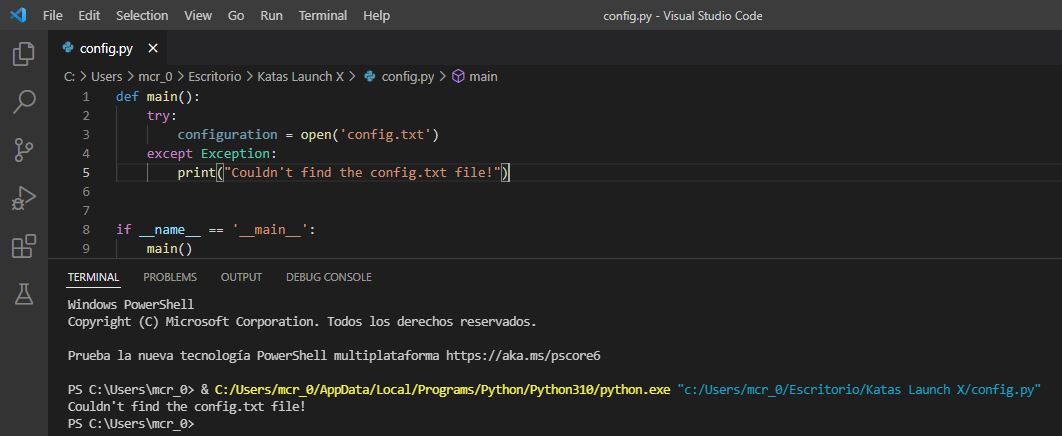 File Edit Selection View Go Run Terminal Help config.py - Visual Studio Code
config.py
C: > Users > mcr_0 > Escritorio > Katas Launch X > config.py > main
1 def main():
2 try:
3 configuration = open('config.txt')
4 except Exception:
5 print("Couldn't find the config.txt file!")
6
7
8 if __name__ == '__main__':
9 main()
TERMINAL PROBLEMS OUTPUT DEBUG CONSOLE
Windows PowerShell
Copyright (C) Microsoft Corporation. Todos los derechos reservados.
Prueba la nueva tecnología PowerShell multiplataforma https://aka.ms/pscore6
PS C:\Users\mcr_0> & C:/Users/mcr_0/AppData/Local/Programs/Python/Python310/python.exe "c:/Users/mcr_0/Escritorio/Katas Launch X/config.py"
Couldn't find the config.txt file!
PS C:\Users\mcr_0>